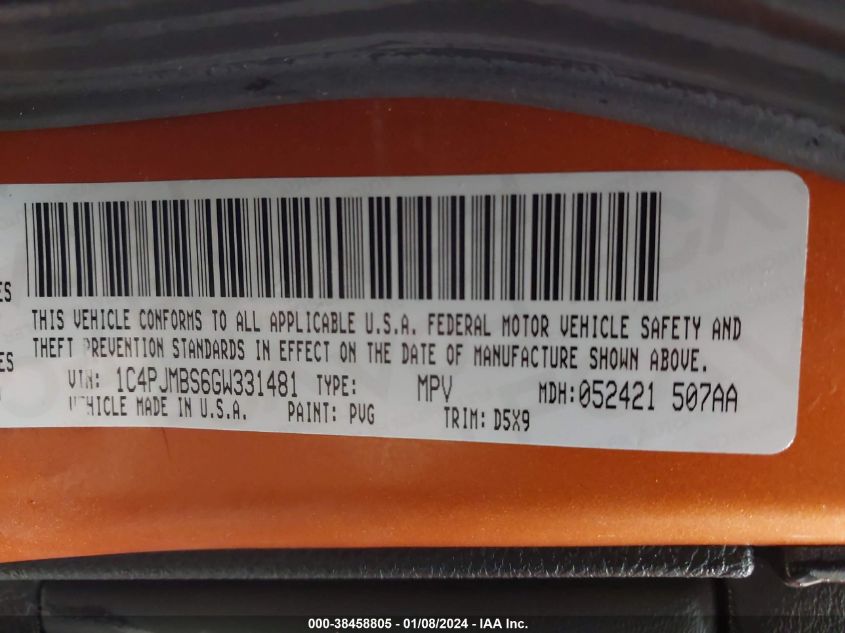 ES
THIS VEHICLE CONFORMS TO ALL APPLICABLE U.S.A. FEDERAL MOTOR VEHICLE SAFETY AND
THEFT PREVENTION STANDARDS IN EFFECT ON THE DATE OF MANUFACTURE SHOWN ABOVE.
ES
VIN: 1C4PJMBS6GW331481 TYPE: MPV MDH:052421 507AA
VEHICLE MADE IN U.S.A. PAINT: PVG TRIM: D5X9
000-38458805 - 01/08/2024 - IAA Inc.